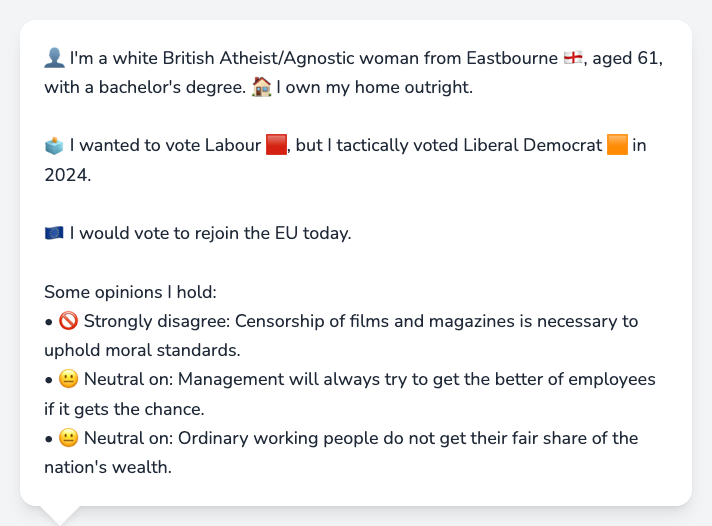 👤 I'm a white British Atheist/Agnostic woman from Eastbourne 🏴󠁧󠁢󠁥󠁮󠁧󠁿, aged 61,
with a bachelor's degree. 🏠 I own my home outright.
🗳️ I wanted to vote Labour 🟥, but I tactically voted Liberal Democrat 🟧 in
2024.
🇪🇺 I would vote to rejoin the EU today.
Some opinions I hold:
• 🚫 Strongly disagree: Censorship of films and magazines is necessary to
uphold moral standards.
• 😐 Neutral on: Management will always try to get the better of employees
if it gets the chance.
• 😐 Neutral on: Ordinary working people do not get their fair share of the
nation's wealth.